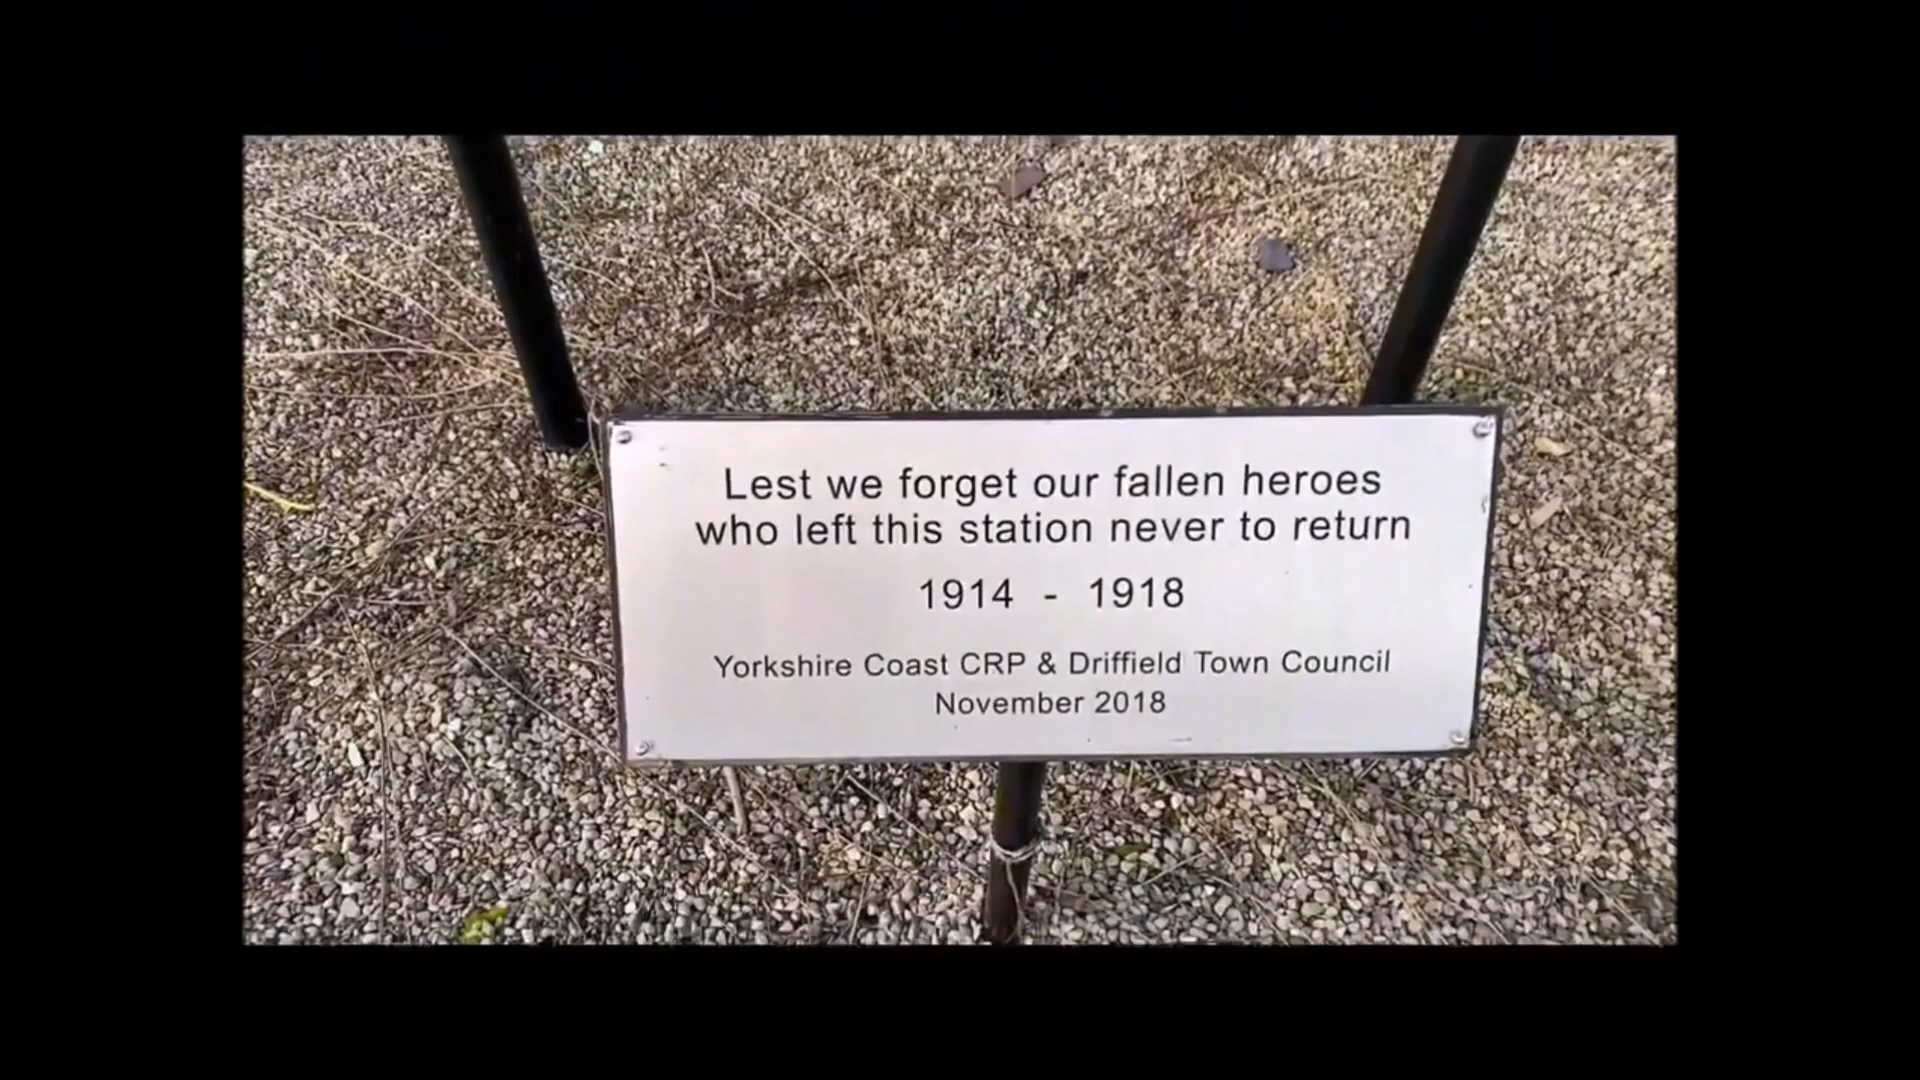 Lest we forget our fallen heroes
who left this station never to return
1914 - 1918
Yorkshire Coast CRP & Driffield Town Council
November 2018